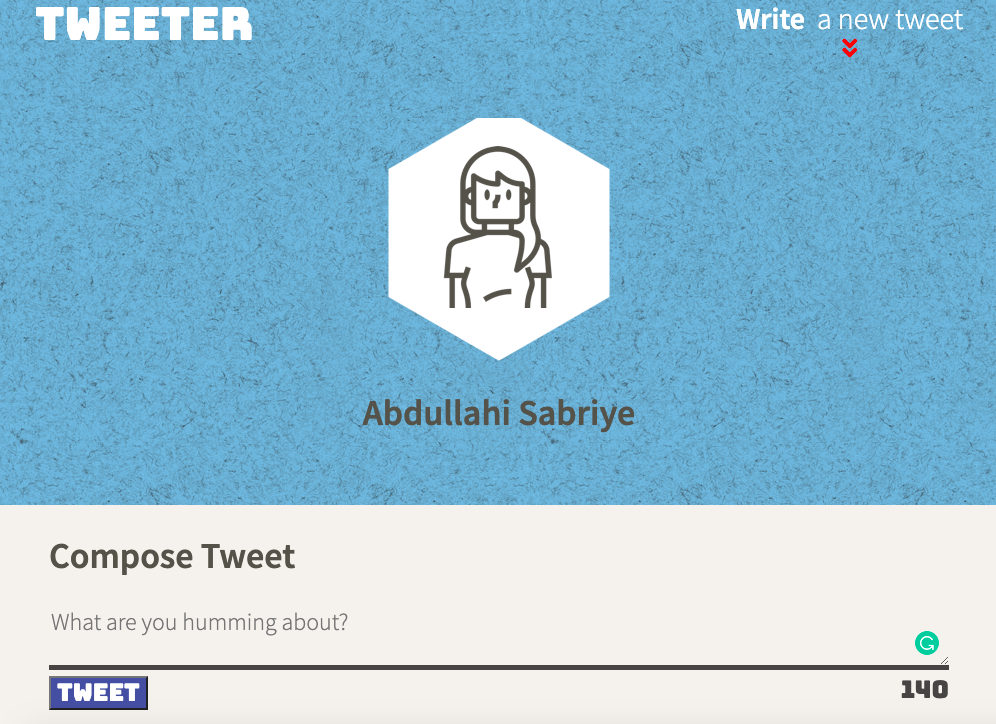 TWEETER
Write a new tweet
Abdullahi Sabriye
Compose Tweet
What are you humming about?
TWEET
140